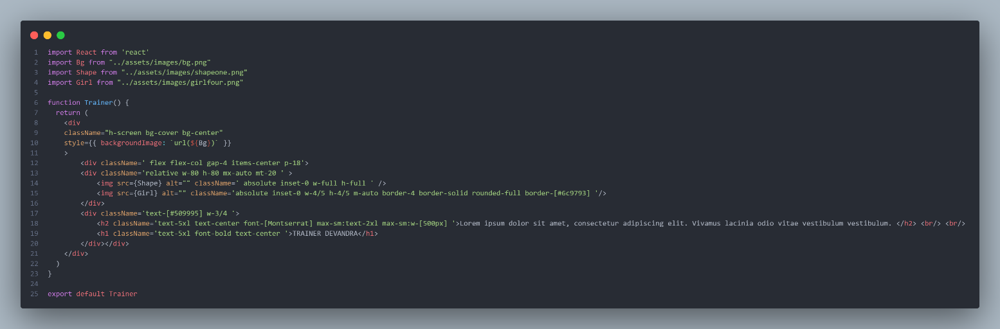 1 import React from 'react'
2 import Bg from "../assets/images/bg.png"
3 import Shape from "../assets/images/shapeone.png"
4 import Girl from "../assets/images/girlfour.png"
5
6 function Trainer() {
7   return (
8     <div
9     className="h-screen bg-cover bg-center"
10     style={{ backgroundImage: `url(${Bg})` }}
11     >
12         <div className=' flex flex-col gap-4 items-center p-18'>
13         <div className='relative w-80 h-80 mx-auto mt-20 ' >
14             <img src={Shape} alt="" className=' absolute inset-0 w-full h-full ' />
15             <img src={Girl} alt="" className='absolute inset-0 w-4/5 h-4/5 m-auto border-4 border-solid rounded-full border-[#6c9793] '/>
16         </div>
17         <div className='text-[#509995] w-3/4 '>
18             <h2 className='text-5xl text-center font-[Montserrat] max-sm:text-2xl max-sm:w-[500px] '>Lorem ipsum dolor sit amet, consectetur adipiscing elit. Vivamus lacinia odio vitae vestibulum vestibulum. </h2> <br/> <br/>
19             <h1 className='text-5xl font-bold text-center '>TRAINER DEVANDRA</h1>
20         </div></div>
21     </div>
22   )
23 }
24
25 export default Trainer